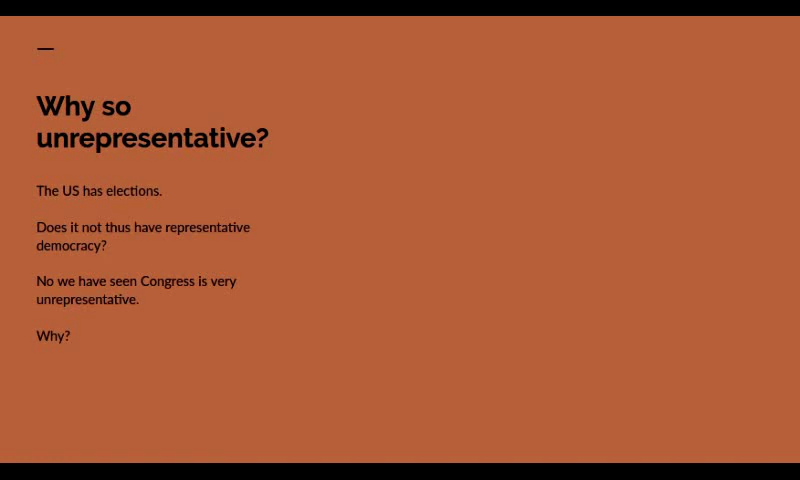 Why so
unrepresentative?
The US has elections.
Does it not thus have representative
democracy?
No we have seen Congress is very
unrepresentative.
Why?